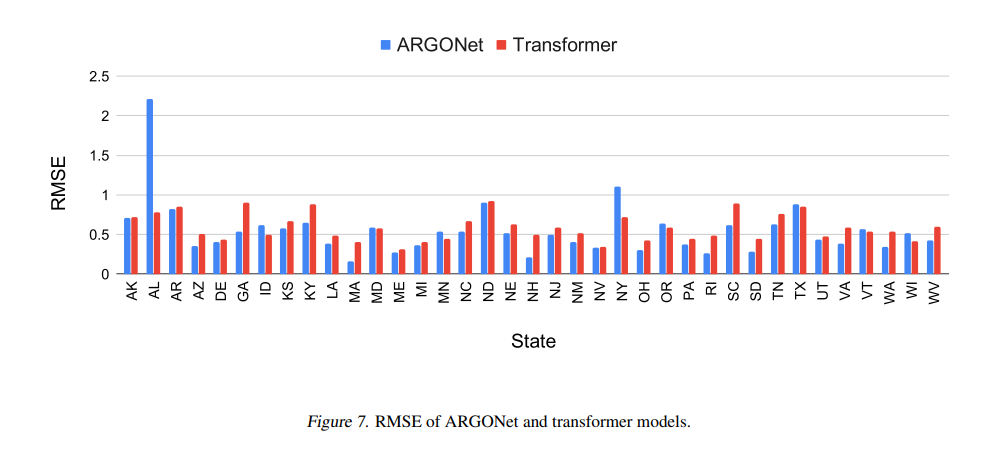 ARGONet Transformer
2.5
2
1.5
1
0.5
0
RMSE
AK AL AR AZ DE GA ID KS KY LA MA MD ME MI MN NC ND NE NH NJ NM NV NY OH OR PA RI SC SD TN TX UT VA VT WA WI WV
State
Figure 7. RMSE of ARGONet and transformer models.